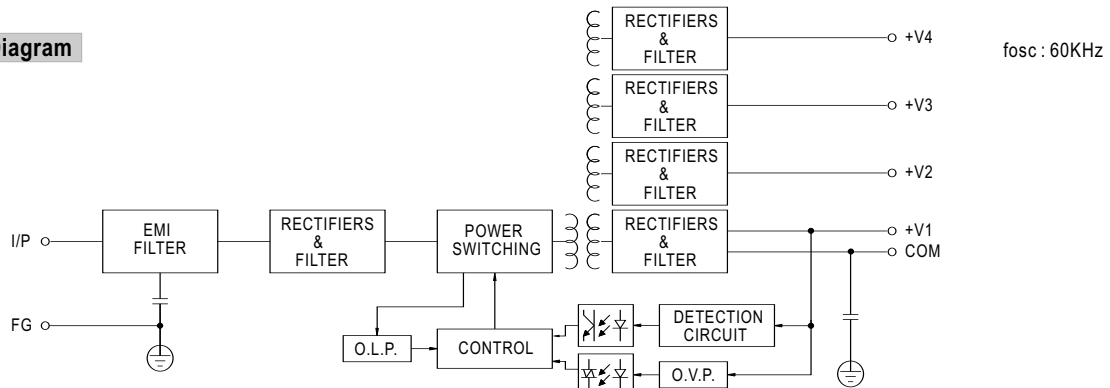 Diagram
fosc : 60KHz
RECTIFIERS
&
FILTER
+V4
RECTIFIERS
&
FILTER
+V3
RECTIFIERS
&
FILTER
+V2
I/P
EMI
FILTER
RECTIFIERS
&
FILTER
POWER
SWITCHING
RECTIFIERS
&
FILTER
+V1
COM
FG
O.L.P.
CONTROL
DETECTION
CIRCUIT
O.V.P.